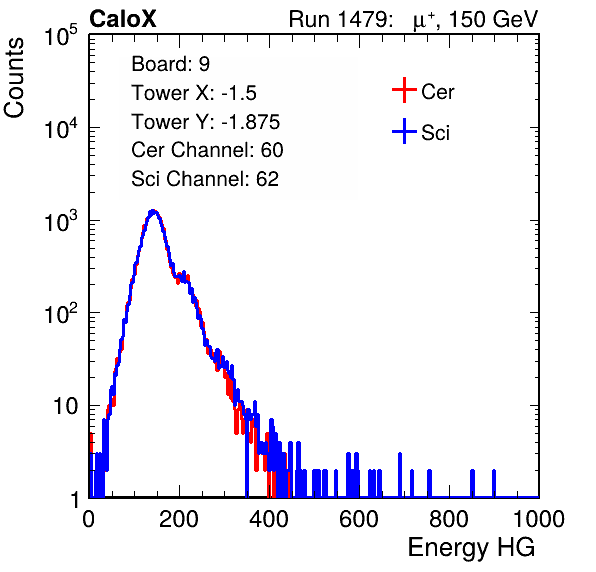 CaloX Run 1479: μ⁺, 150 GeV
Counts
10⁵
10⁴
10³
10²
10
1
Board: 9
Tower X: -1.5
Tower Y: -1.875
Cer Channel: 60
Sci Channel: 62
Cer
Sci
0 200 400 600 800 1000
Energy HG